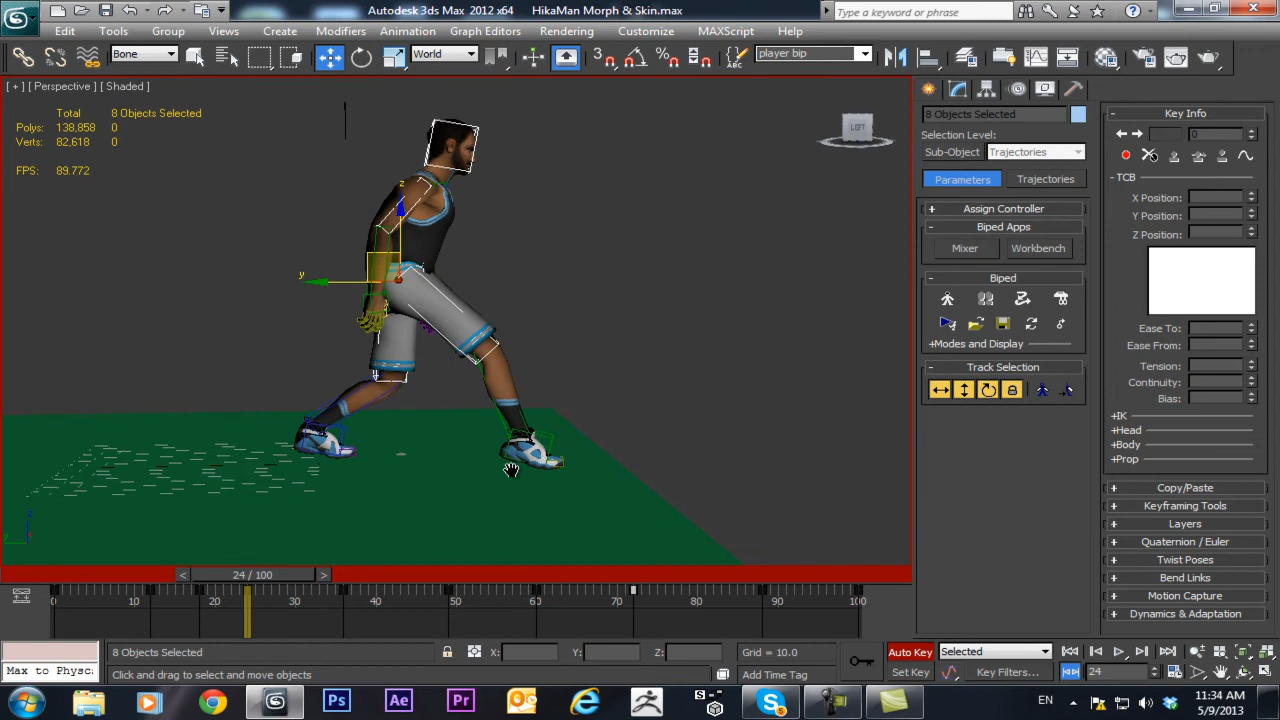 Autodesk 3ds Max 2012 x64 HikaMan Morph & Skin.max
Type a keyword or phrase
Edit Tools Group Views Create Modifiers Animation Graph Editors Rendering Customize MAXScript Help
Bone World 3 ABC player bip
[ + ] [ Perspective ] [ Shaded ]
Total 8 Objects Selected
Polys: 138,858 0
Verts: 82,618 0
FPS: 89.772
LEFT
z
y
z
y
8 Objects Selected
Selection Level:
Sub-Object Trajectories
Parameters Trajectories
+ Assign Controller
- Biped Apps
Mixer Workbench
- Biped
+Modes and Display
- Track Selection
- Key Info
0
- TCB
X Position:
Y Position:
Z Position:
Ease To:
Ease From:
Tension:
Continuity:
Bias:
+IK
+Head
+Body
+Prop
+ Copy/Paste
+ Keyframing Tools
+ Layers
+ Quaternion / Euler
+ Twist Poses
+ Bend Links
+ Motion Capture
+ Dynamics & Adaptation
< 24 / 100 >
0 10 20 30 40 50 60 70 80 90 100
8 Objects Selected X: Y: Z: Grid = 10.0 Auto Key Selected
Max to Physc: Click and drag to select and move objects Add Time Tag Set Key Key Filters... 24
Ps Ae Pr S S EN
11:34 AM
5/9/2013